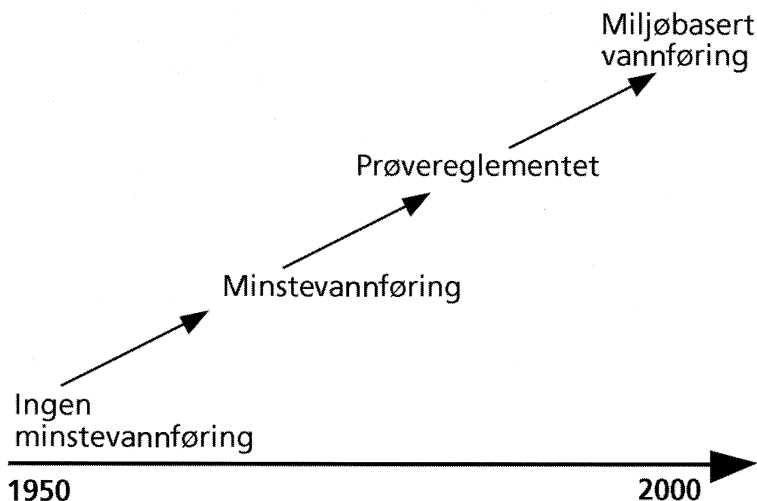 Miljøbasert
vannføring
Prøvereglementet
Minstevannføring
Ingen
minstevannføring
1950
2000